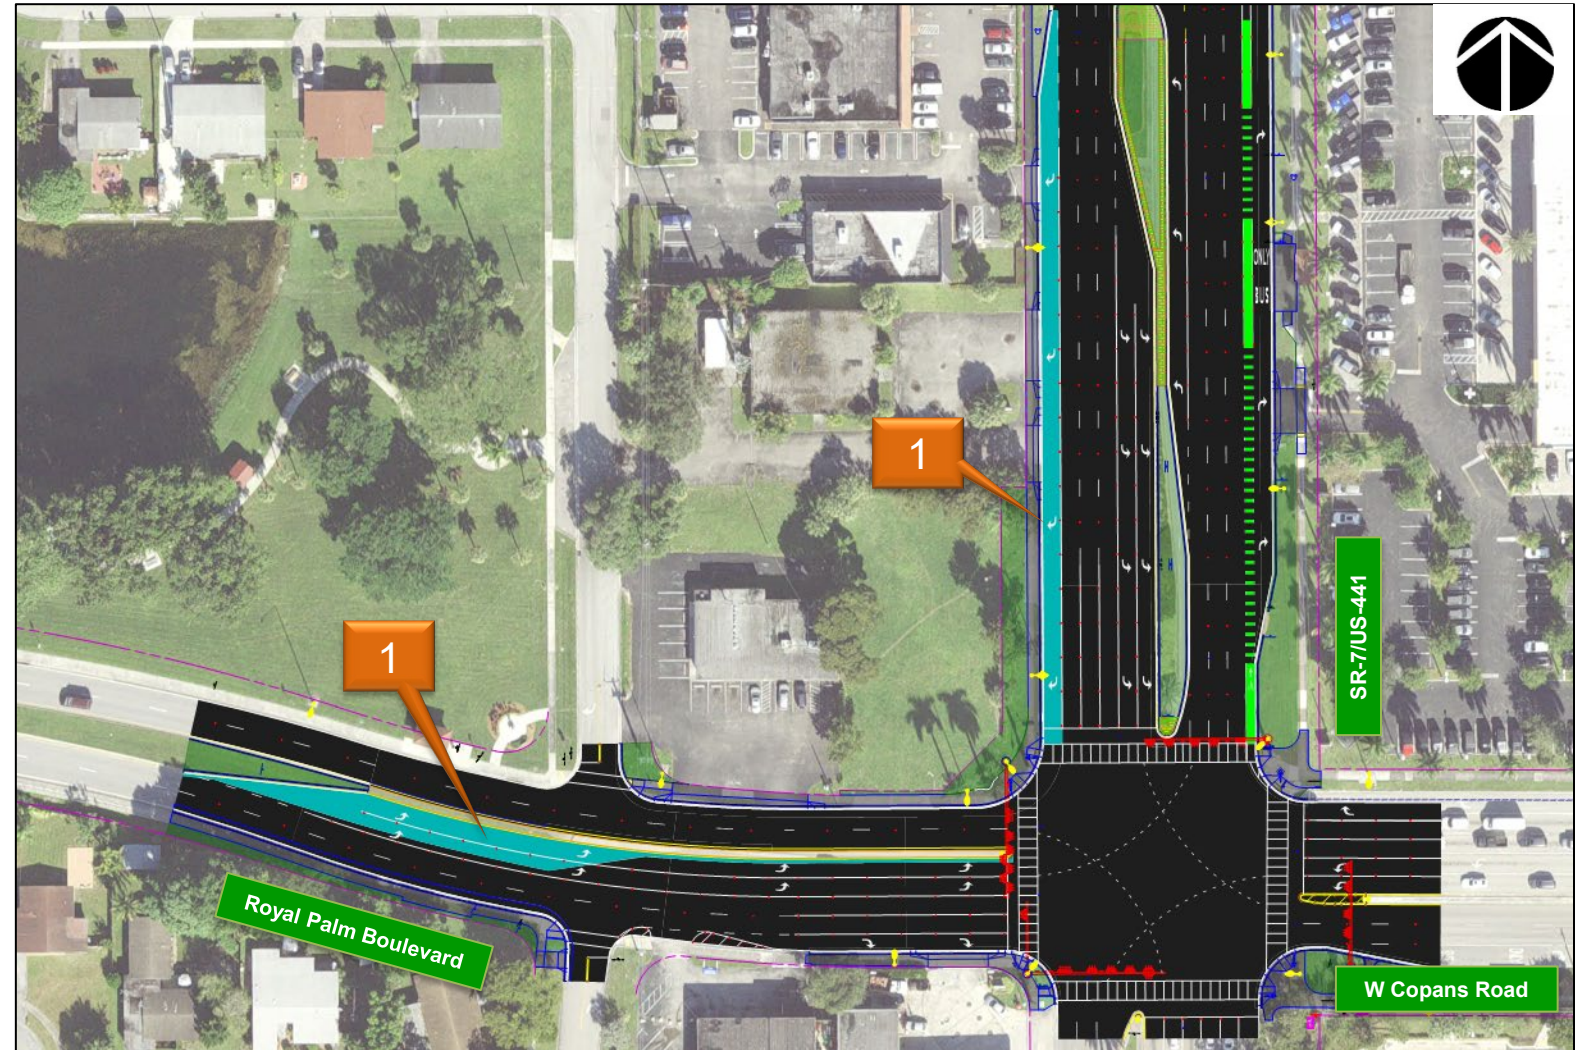 ONLY
BUS
1
1
SR-7/US-441
Royal Palm Boulevard
W Copans Road